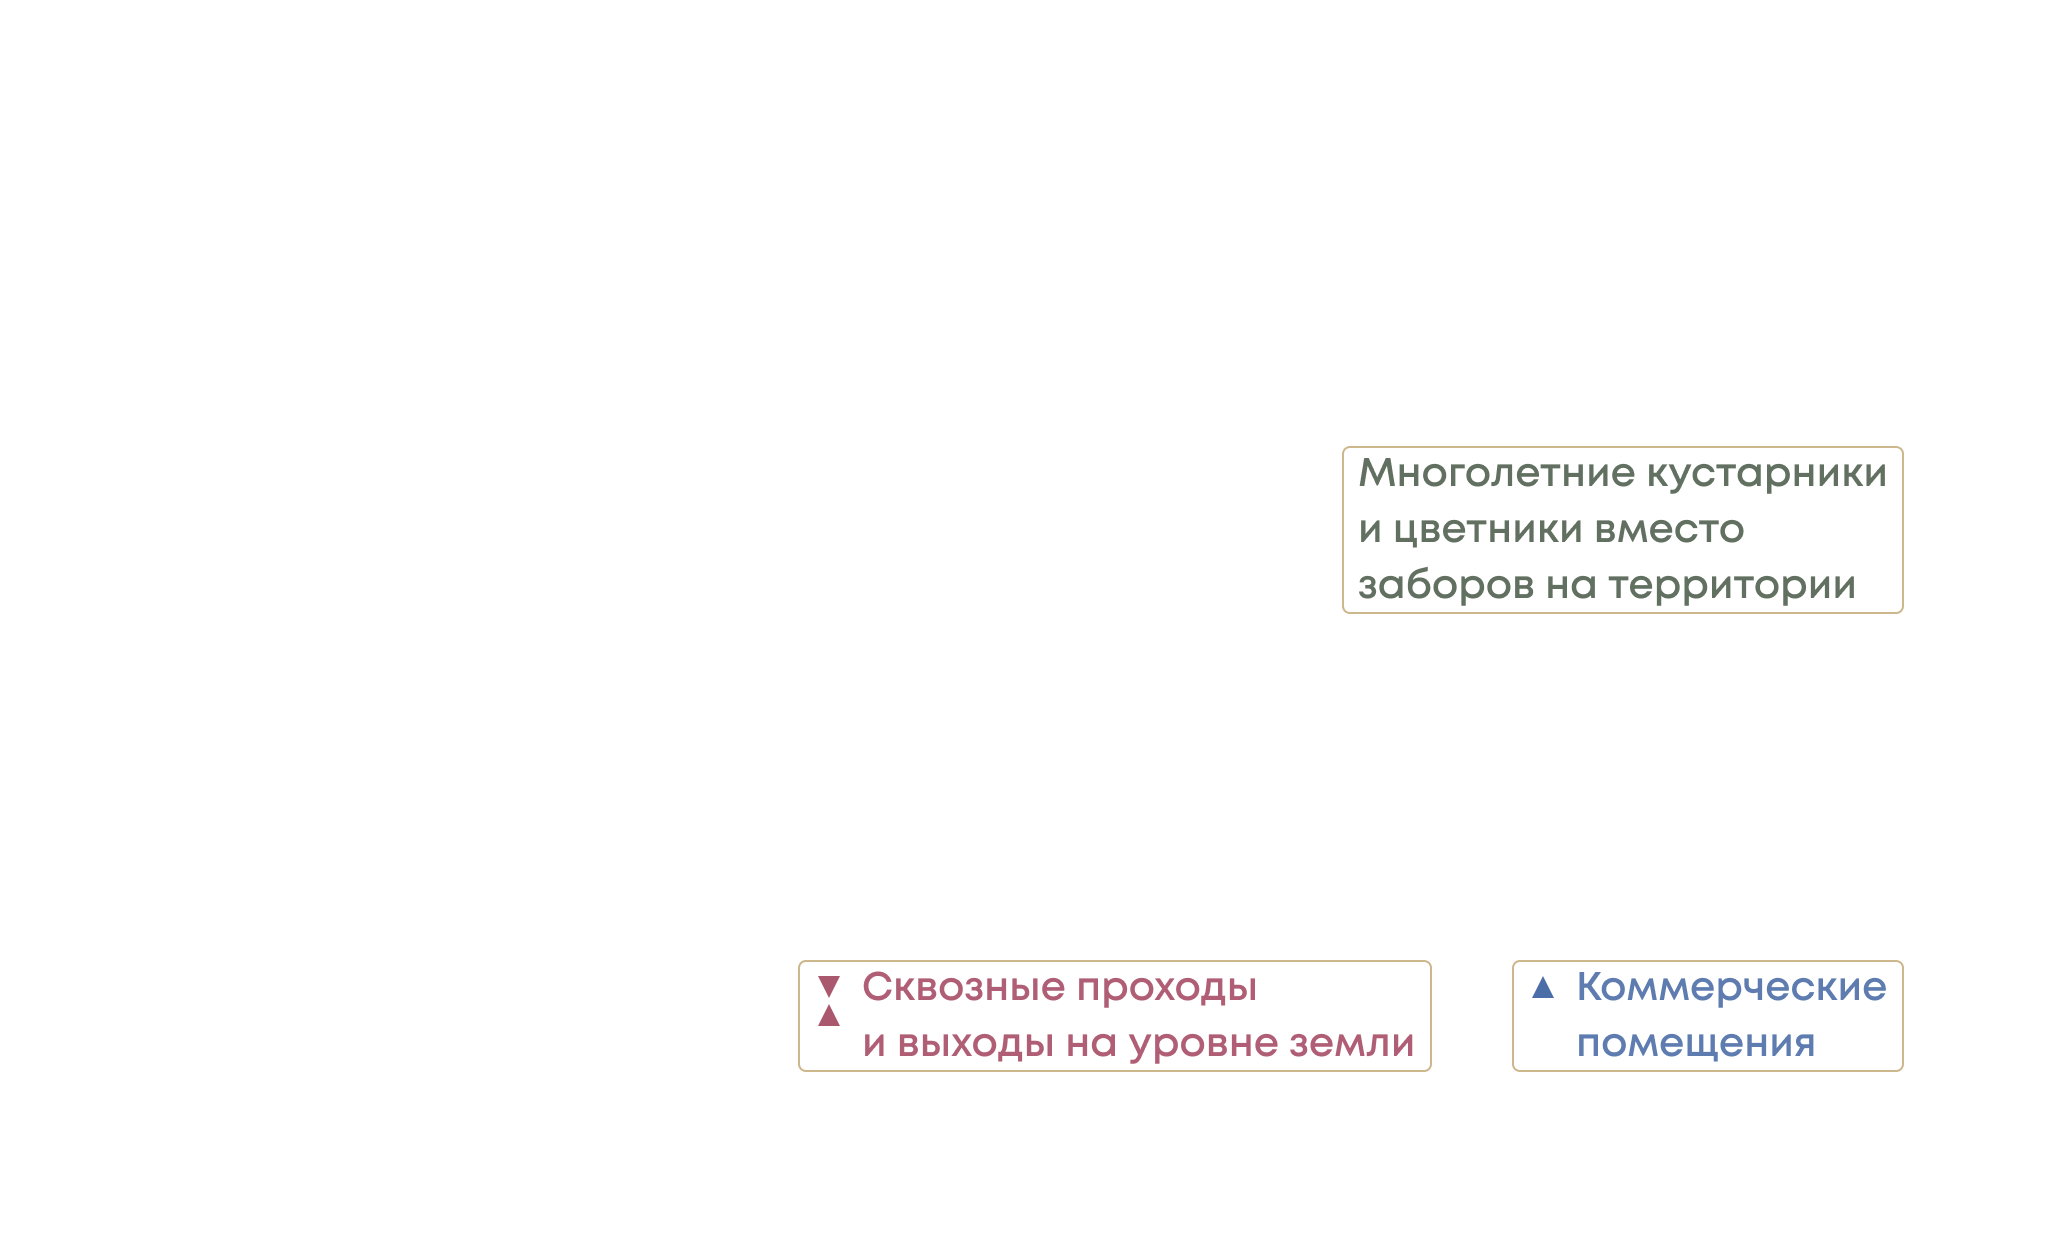 Многолетние кустарники
и цветники вместо
заборов на территории
Сквозные проходы
и выходы на уровне земли
Коммерческие
помещения